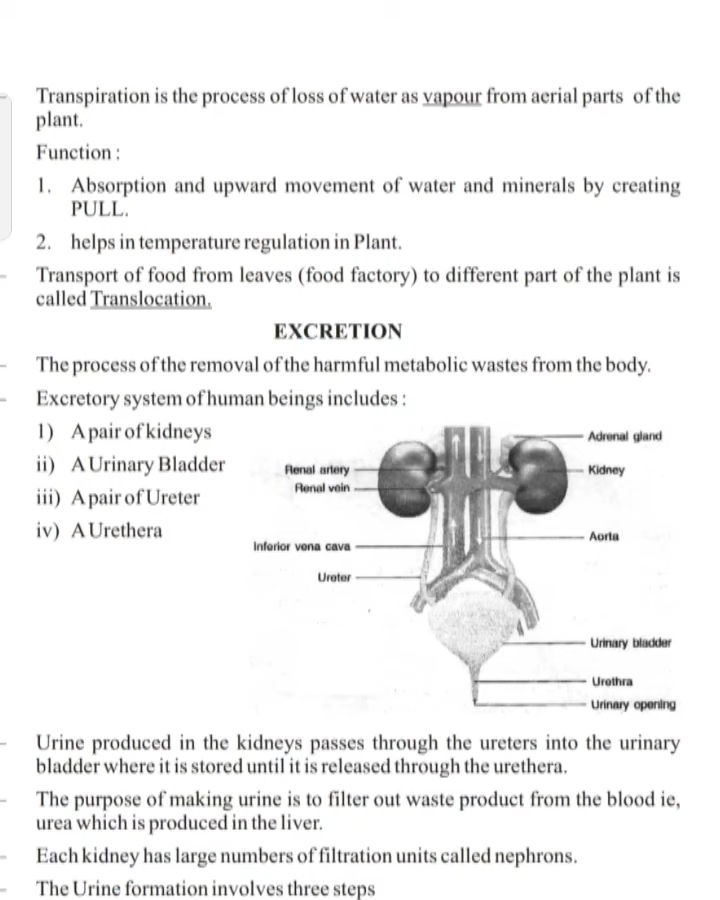 Transpiration is the process of loss of water as vapour from aerial parts of the
plant.
Function :
1. Absorption and upward movement of water and minerals by creating
PULL.
2. helps in temperature regulation in Plant.
Transport of food from leaves (food factory) to different part of the plant is
called Translocation.
EXCRETION
The process of the removal of the harmful metabolic wastes from the body.
Excretory system of human beings includes :
1) A pair of kidneys
ii) A Urinary Bladder
iii) A pair of Ureter
iv) A Urethera
Renal artery
Renal vein
Inferior vena cava
Ureter
Adrenal gland
Kidney
Aorta
Urinary bladder
Urethra
Urinary opening
Urine produced in the kidneys passes through the ureters into the urinary
bladder where it is stored until it is released through the urethera.
The purpose of making urine is to filter out waste product from the blood ie,
urea which is produced in the liver.
Each kidney has large numbers of filtration units called nephrons.
The Urine formation involves three steps